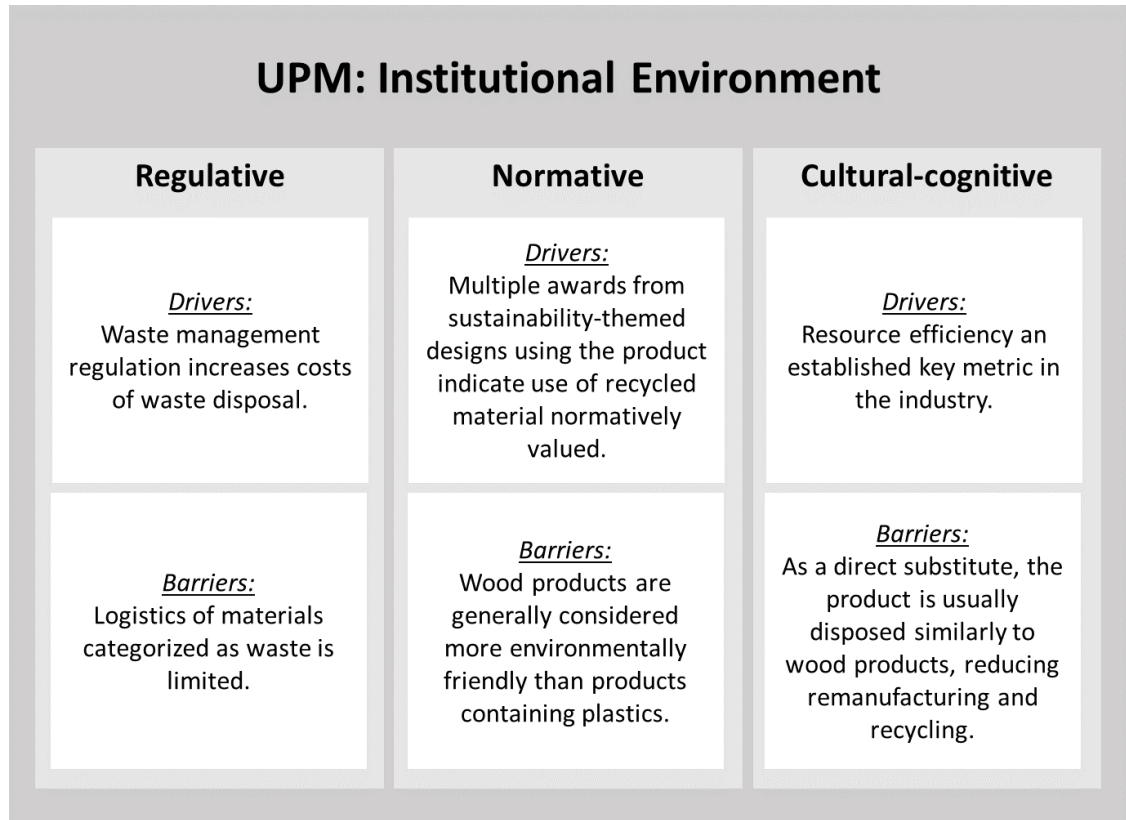 UPM: Institutional Environment
Regulative
Drivers:
Waste management
regulation increases costs
of waste disposal.
Barriers:
Logistics of materials
categorized as waste is
limited.
Normative
Drivers:
Multiple awards from
sustainability-themed
designs using the product
indicate use of recycled
material normatively
valued.
Barriers:
Wood products are
generally considered
more environmentally
friendly than products
containing plastics.
Cultural-cognitive
Drivers:
Resource efficiency an
established key metric in
the industry.
Barriers:
As a direct substitute, the
product is usually
disposed similarly to
wood products, reducing
remanufacturing and
recycling.